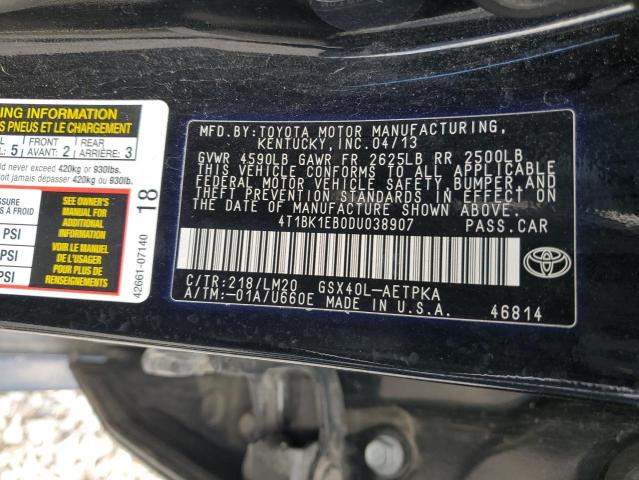 ING INFORMATION
S PNEUS ET LE CHARGEMENT
5 FRONT AVANT: 2 REAR ARRIÈRE: 3
never exceed 420kg or 930lbs.
jamais dépasser 420kg ou 930lb.
SSURE
S À FROID
PSI
PSI
PSI
SEE OWNER'S MANUAL FOR ADDITIONAL INFORMATION
VOIR LE MANUEL DE L'USAGER POUR PLUS DE RENSEIGNEMENTS
18
42661-07140
MFD.BY:TOYOTA MOTOR MANUFACTURING,
KENTUCKY, INC.04/13
GVWR 4590LB GAWR FR 2625LB RR 2500LB
THIS VEHICLE CONFORMS TO ALL APPLICABLE
FEDERAL MOTOR VEHICLE SAFETY,BUMPER,AND
THEFT PREVENTION STANDARDS IN EFFECT ON
THE DATE OF MANUFACTURE SHOWN ABOVE.
4T1BK1EB0DU038907 PASS.CAR
C/TR:218/LM20 GSX40L-AETPKA
A/TM:-01A/U660E MADE IN U.S.A.
46814
TOYOTA